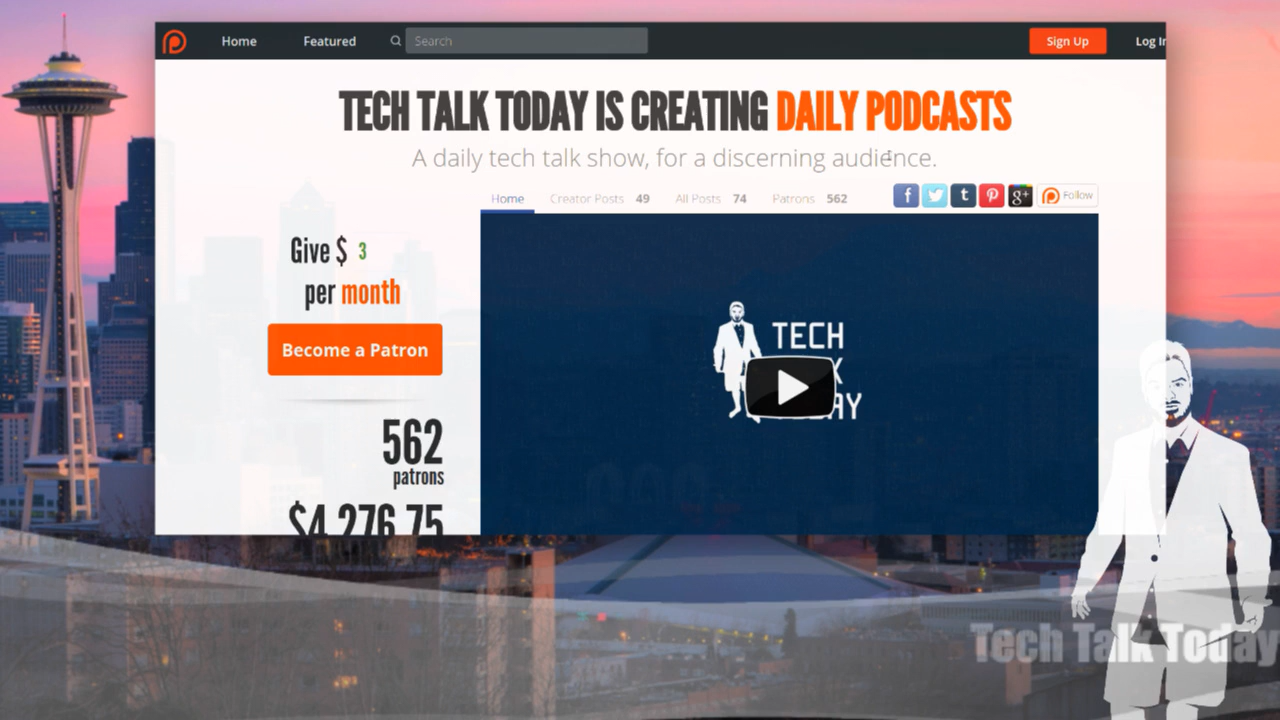 Home Featured Search Sign Up Log In
TECH TALK TODAY IS CREATING DAILY PODCASTS
A daily tech talk show, for a discerning audience.
Home Creator Posts 49 All Posts 74 Patrons 562
f t g+ Follow
Give $ 3
per month
Become a Patron
TECH
562
patrons
$4,276.75
Tech Talk Today